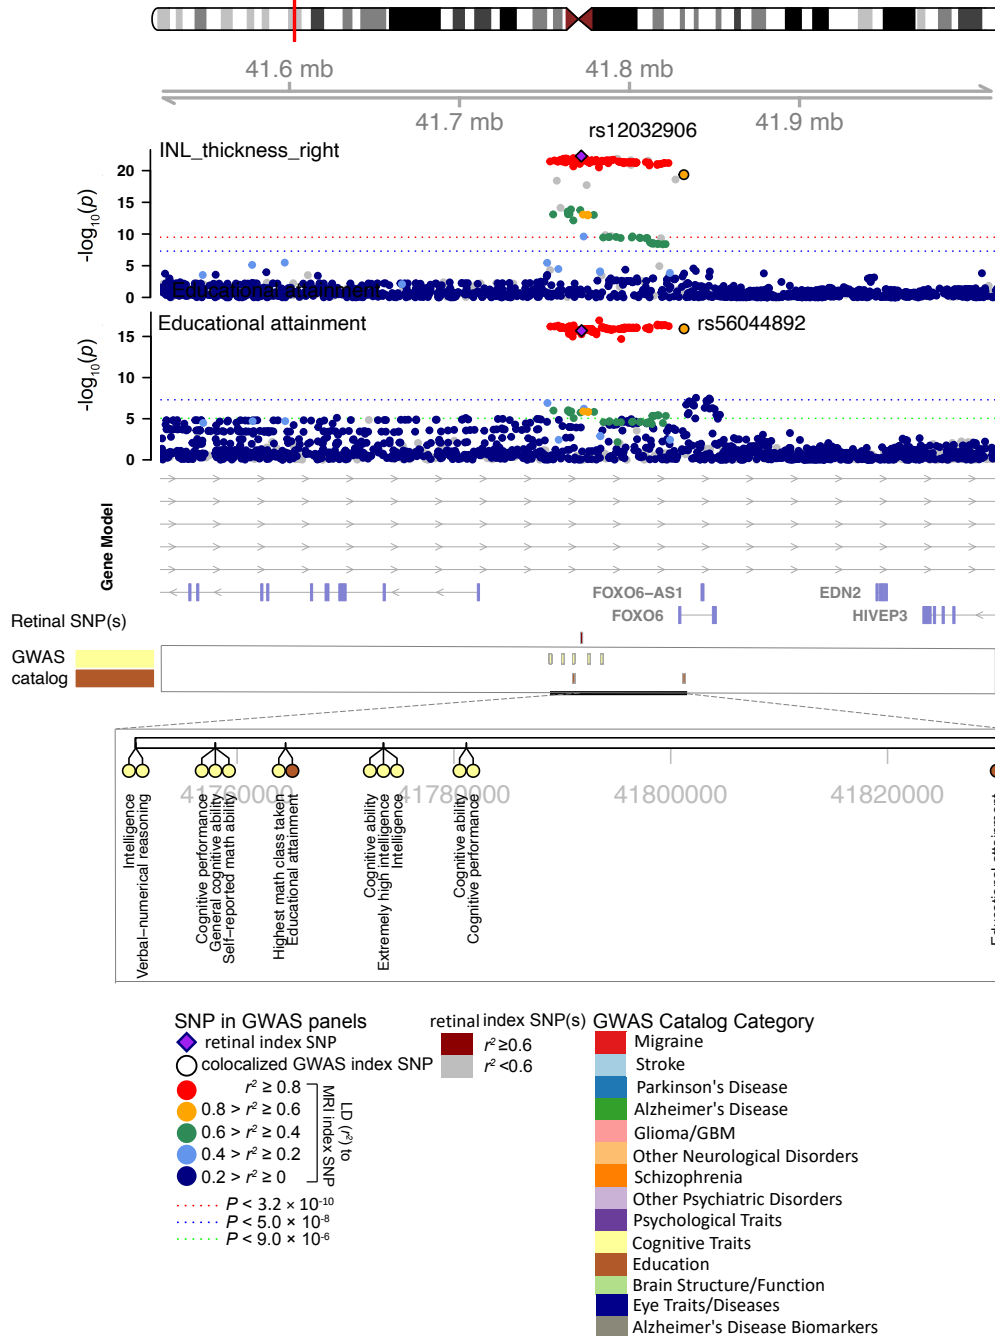 41.6 mb
41.8 mb
41.7 mb
41.9 mb
rs12032906
INL_thickness_right
-log10(p)
20
15
10
5
0
Educational attainment
Educational attainment
rs56044892
-log10(p)
15
10
5
0
Gene Model
FOXO6-AS1
EDN2
FOXO6
HIVEP3
Retinal SNP(s)
GWAS
catalog
41760000
41780000
41800000
41820000
Intelligence
Verbal-numerical reasoning
Cognitive performance
General cognitive ability
Self-reported math ability
Highest math class taken
Educational attainment
Cognitive ability
Extremely high intelligence
Intelligence
Cognitive ability
Cognitive performance
Educational attainment
SNP in GWAS panels
retinal index SNP
colocalized GWAS index SNP
r² ≥ 0.8
0.8 > r² ≥ 0.6
0.6 > r² ≥ 0.4
0.4 > r² ≥ 0.2
0.2 > r² ≥ 0
LD (r²) to
MRI index SNP
P < 3.2 × 10⁻¹⁰
P < 5.0 × 10⁻⁸
P < 9.0 × 10⁻⁶
retinal index SNP(s)
r² ≥0.6
r² <0.6
GWAS Catalog Category
Migraine
Stroke
Parkinson's Disease
Alzheimer's Disease
Glioma/GBM
Other Neurological Disorders
Schizophrenia
Other Psychiatric Disorders
Psychological Traits
Cognitive Traits
Education
Brain Structure/Function
Eye Traits/Diseases
Alzheimer's Disease Biomarkers